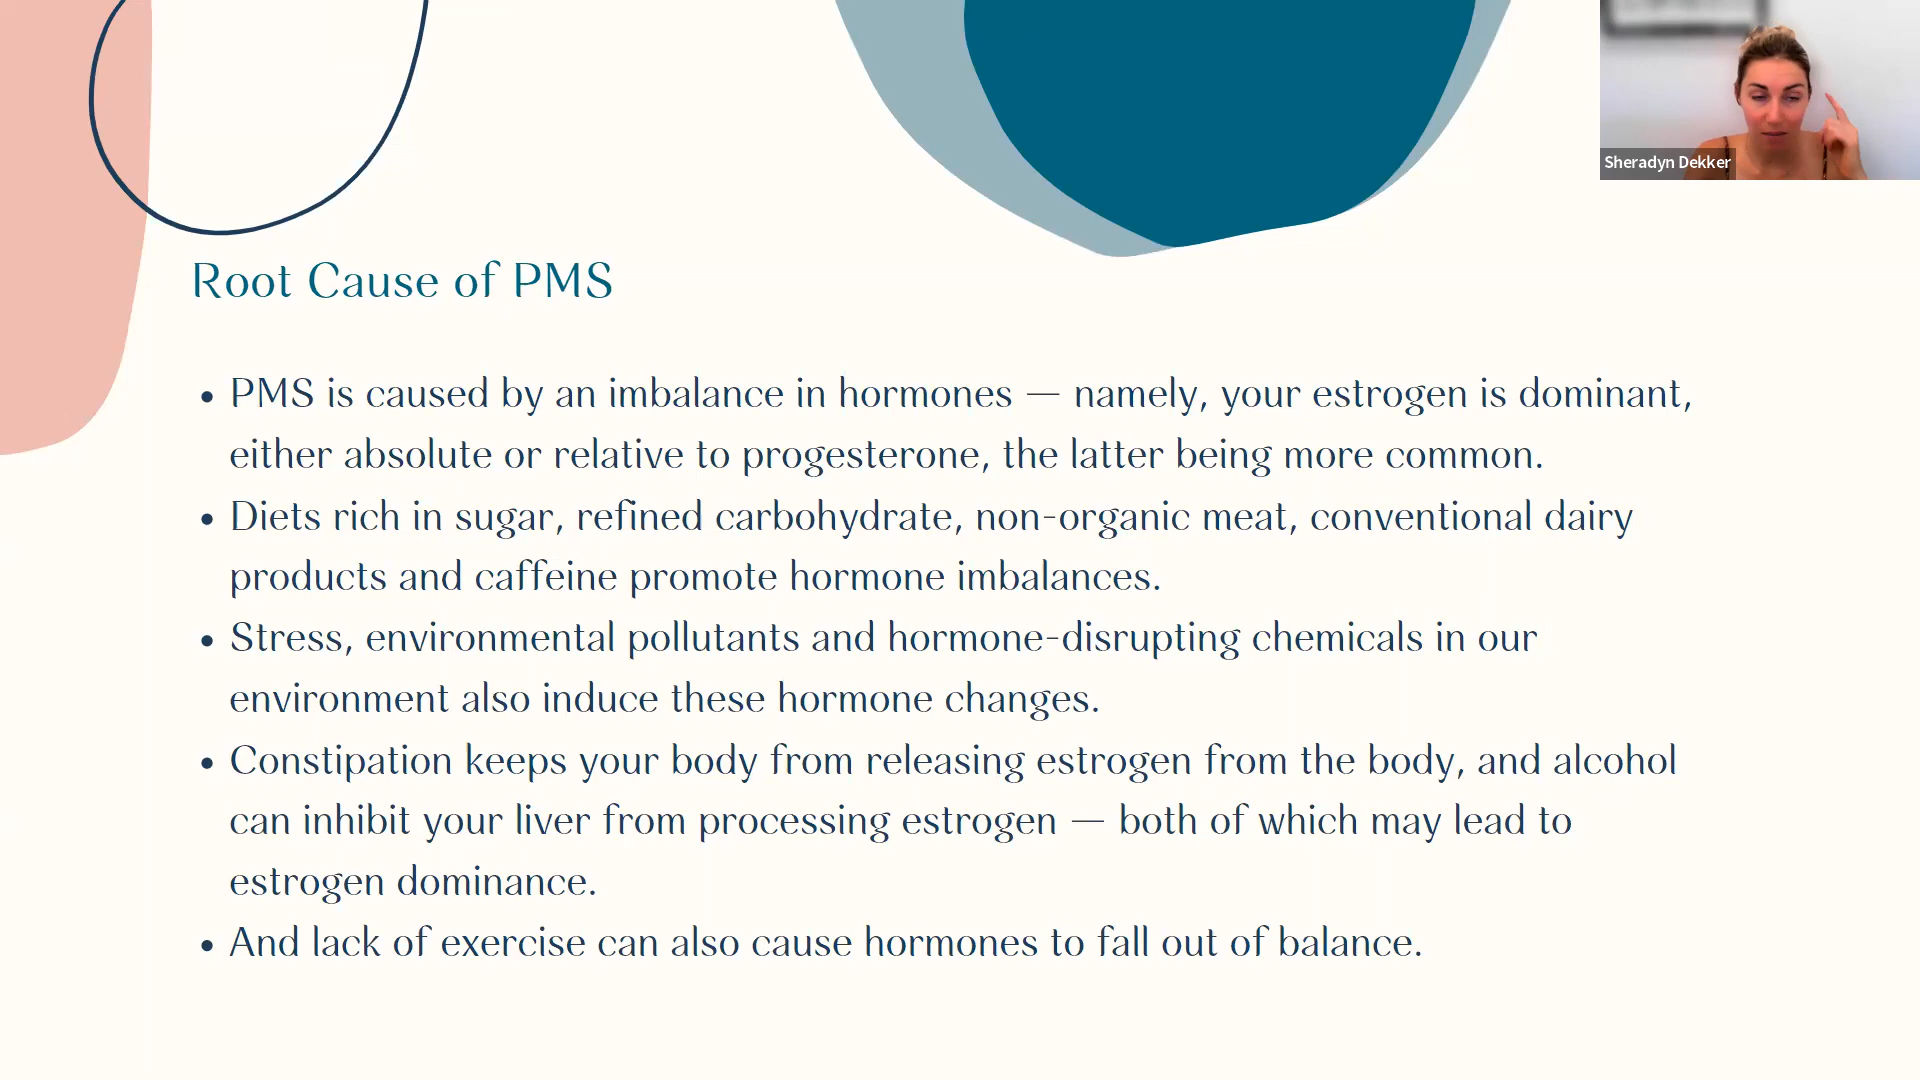 Sheradyn Dekker
Root Cause of PMS
• PMS is caused by an imbalance in hormones — namely, your estrogen is dominant,
either absolute or relative to progesterone, the latter being more common.
• Diets rich in sugar, refined carbohydrate, non-organic meat, conventional dairy
products and caffeine promote hormone imbalances.
• Stress, environmental pollutants and hormone-disrupting chemicals in our
environment also induce these hormone changes.
• Constipation keeps your body from releasing estrogen from the body, and alcohol
can inhibit your liver from processing estrogen — both of which may lead to
estrogen dominance.
• And lack of exercise can also cause hormones to fall out of balance.